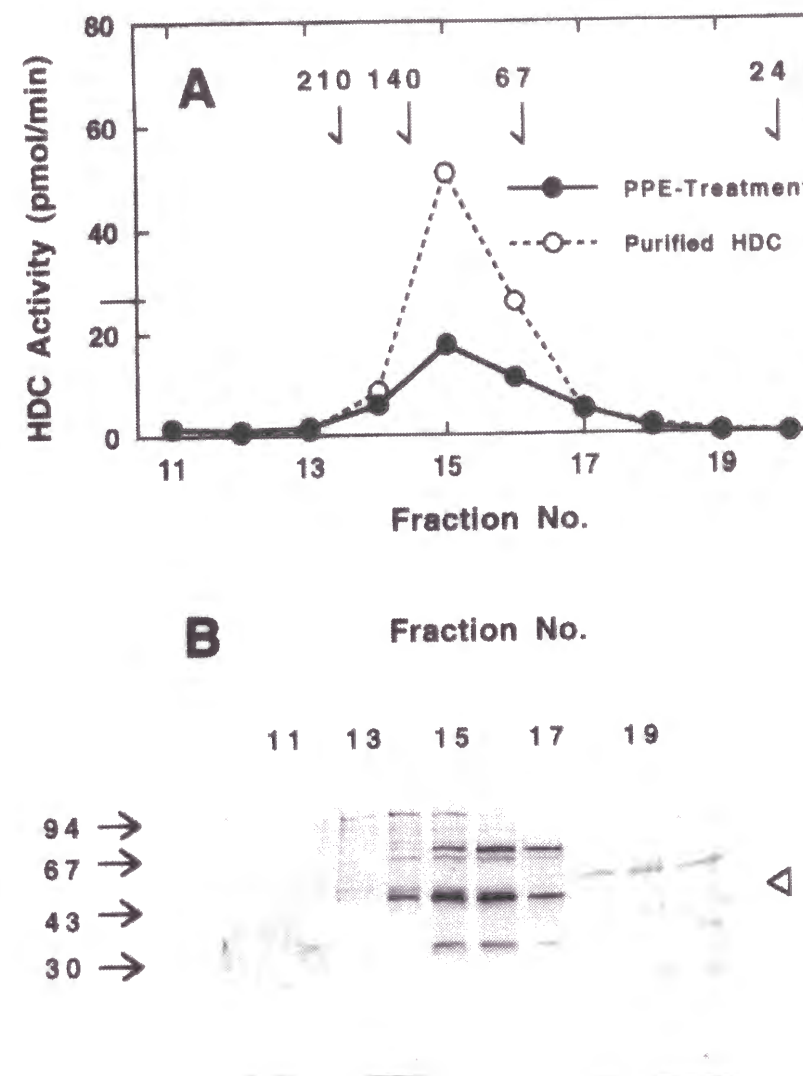 80
A
210 140 67 24
60
PPE-Treatment
40
Purified HDC
20
0
HDC Activity (pmol/min)
11 13 15 17 19
Fraction No.
B
Fraction No.
11 13 15 17 19
94
67
43
30